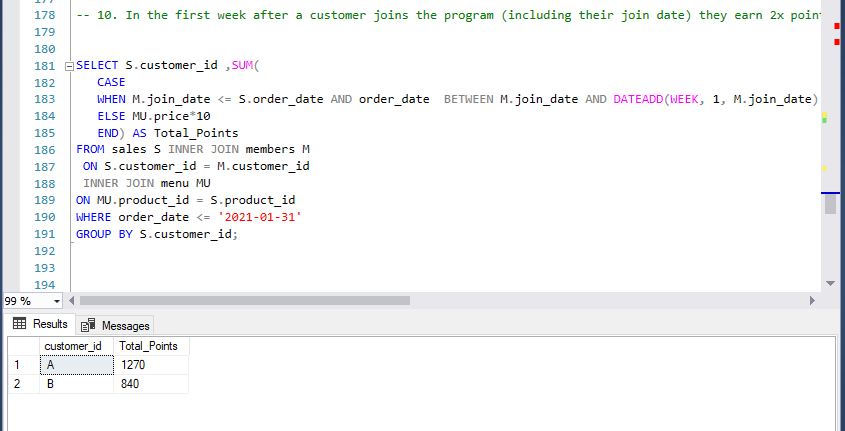 177
178 -- 10. In the first week after a customer joins the program (including their join date) they earn 2x
179
180
181 SELECT S.customer_id ,SUM(
182 CASE
183 WHEN M.join_date <= S.order_date AND order_date BETWEEN M.join_date AND DATEADD(WEEK, 1, M.join_date)
184 ELSE MU.price*10
185 END) AS Total_Points
186 FROM sales S INNER JOIN members M
187 ON S.customer_id = M.customer_id
188 INNER JOIN menu MU
189 ON MU.product_id = S.product_id
190 WHERE order_date <= '2021-01-31'
191 GROUP BY S.customer_id;
192
193
194
99 %
Results Messages
customer_id Total_Points
1 A 1270
2 B 840